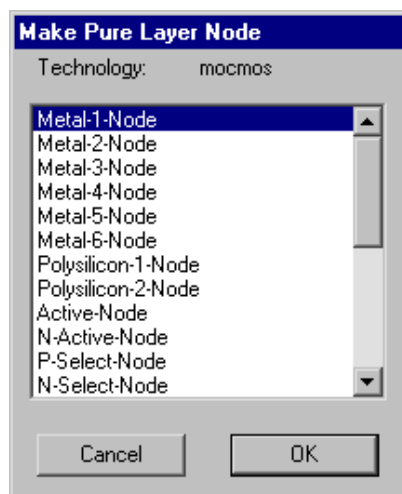 Make Pure Layer Node
Technology: mocmos
Metal-1-Node
Metal-2-Node
Metal-3-Node
Metal-4-Node
Metal-5-Node
Metal-6-Node
Polysilicon-1-Node
Polysilicon-2-Node
Active-Node
N-Active-Node
P-Select-Node
N-Select-Node
Cancel OK